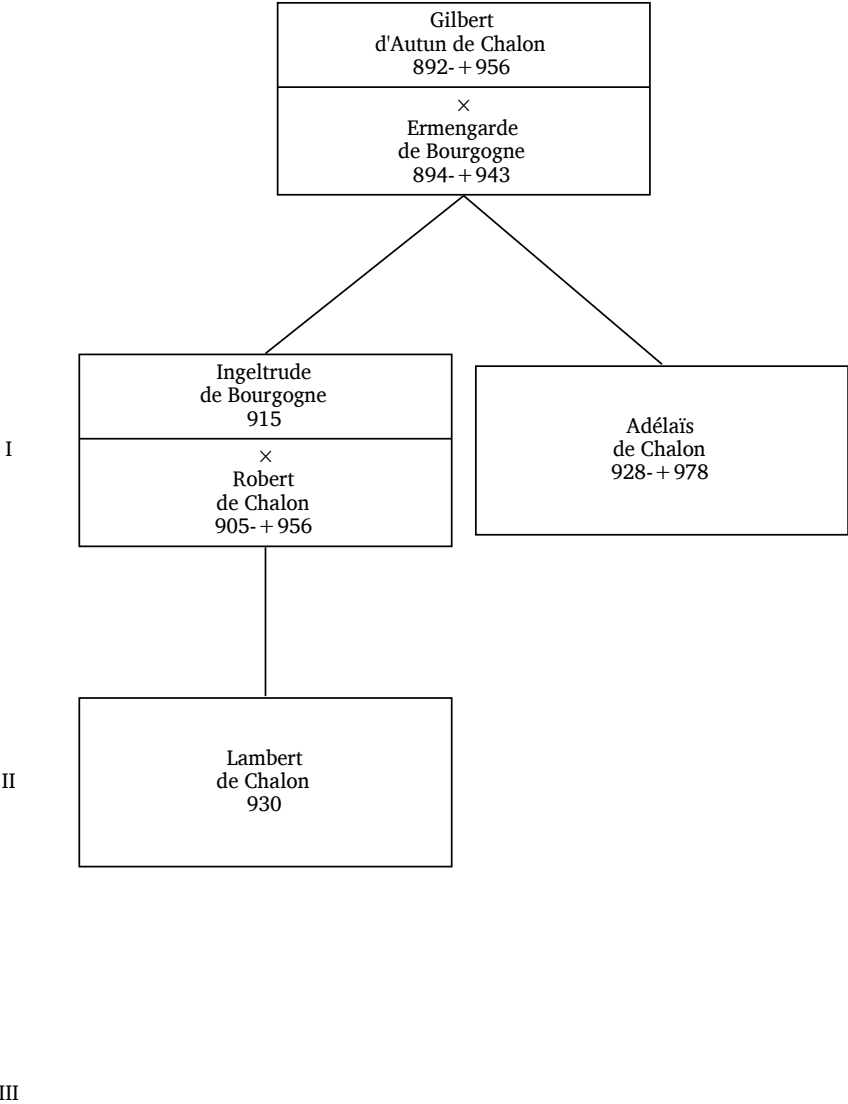 Gilbert
d'Autun de Chalon
892-+956
×
Ermengarde
de Bourgogne
894-+943
Ingeltrude
de Bourgogne
915
×
Robert
de Chalon
905-+956
Adélaïs
de Chalon
928-+978
I
Lambert
de Chalon
930
II
III